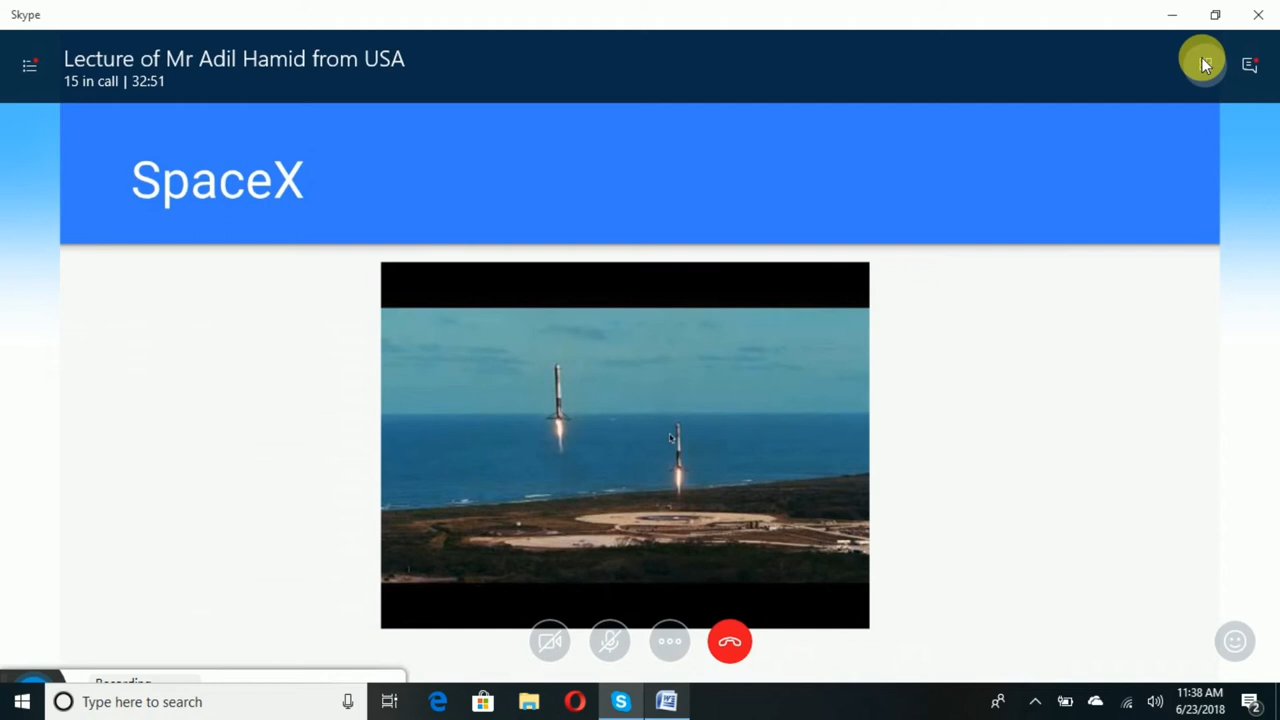 Skype
Lecture of Mr Adil Hamid from USA
15 in call | 32:51
SpaceX
Recording
Type here to search
11:38 AM
6/23/2018
2